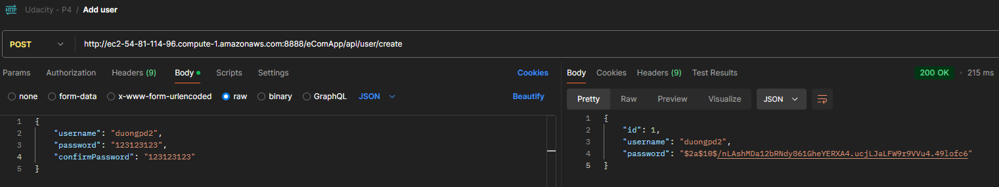 HTTP Udacity - P4 / Add user
POST http://ec2-54-81-114-96.compute-1.amazonaws.com:8888/eComApp/api/user/create
Params Authorization Headers (9) Body Scripts Settings Cookies
none form-data x-www-form-urlencoded raw binary GraphQL JSON Beautify
1 {
2 "username": "duongpd2",
3 "password": "123123123",
4 "confirmPassword": "123123123"
5 }
Body Cookies Headers (9) Test Results 200 OK 215 ms
Pretty Raw Preview Visualize JSON
1 {
2 "id": 1,
3 "username": "duongpd2",
4 "password": "$2a$10$/nLAshMDa12bRNdy861GheYERXA4.ucjLJaLFW9r9VVu4.49lofc6"
5 }